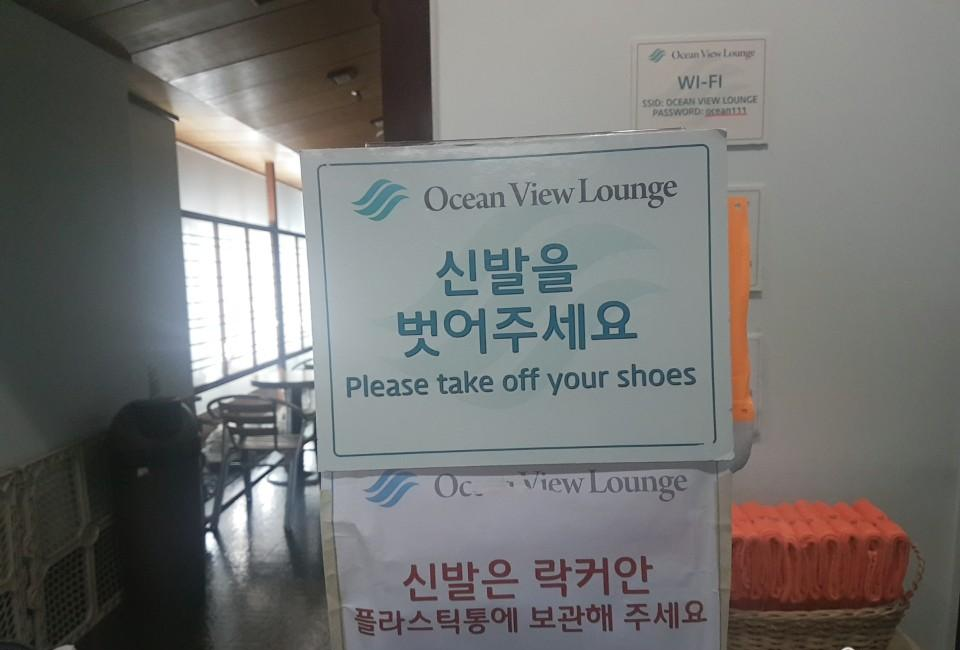 Ocean View Lounge
WI-FI
SSID: OCEAN VIEW LOUNGE
PASSWORD: ocean111
Ocean View Lounge
신발을
벗어주세요
Please take off your shoes
View Lounge
신발은 락커안
플라스틱통에 보관해 주세요